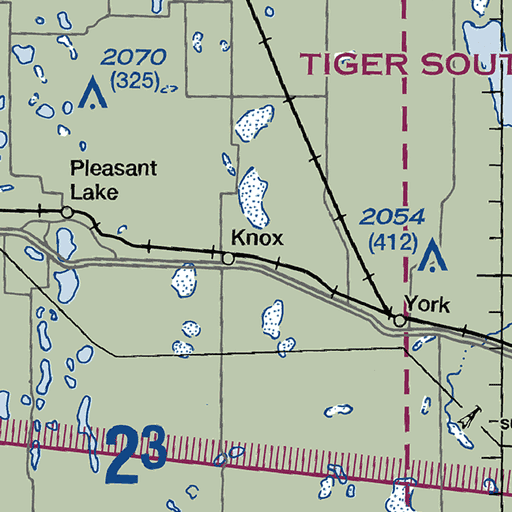 2070
(325)
TIGER SOUT
Pleasant
Lake
2054
(412)
Knox
York
23